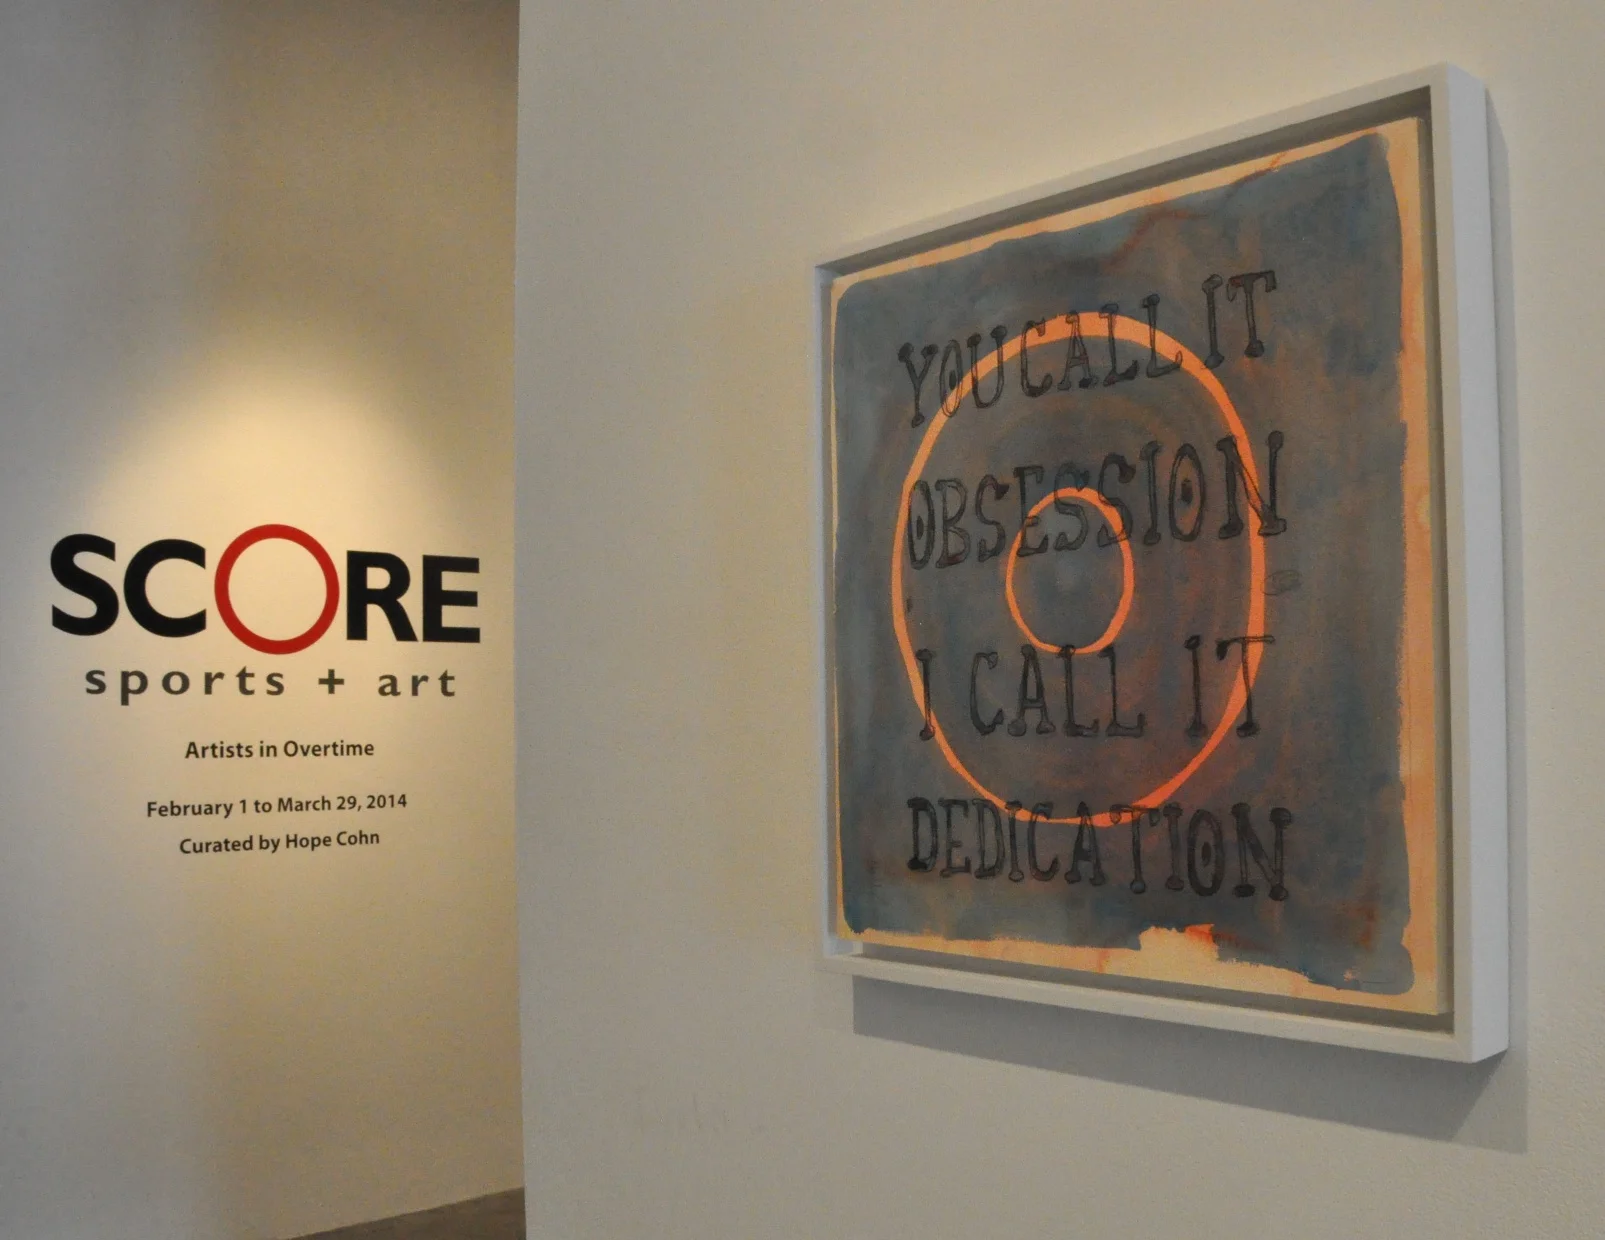 SCORE
sports + art
Artists in Overtime
February 1 to March 29, 2014
Curated by Hope Cohn
YOU CALL IT
OBSESSION
I CALL IT
DEDICATION